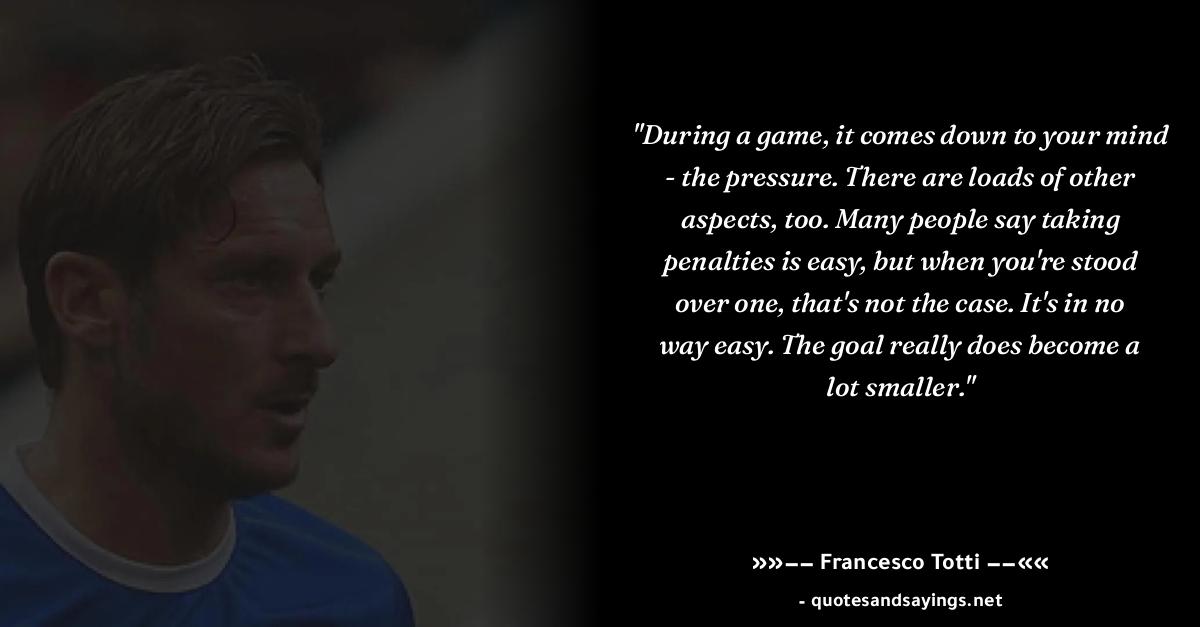 "During a game, it comes down to your mind
- the pressure. There are loads of other
aspects, too. Many people say taking
penalties is easy, but when you're stood
over one, that's not the case. It's in no
way easy. The goal really does become a
lot smaller."
»»-- Francesco Totti --««
- quotesandsayings.net